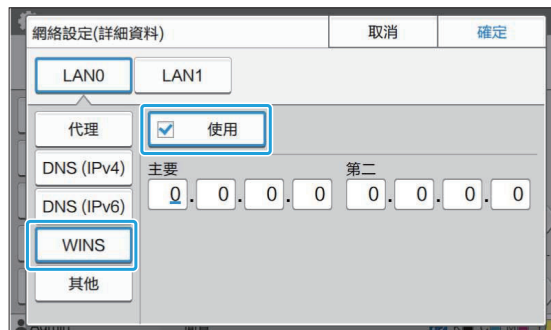 網絡設定(詳細資料) 取消 確定
LAN0 LAN1
代理 使用
DNS (IPv4) 主要 第二
DNS (IPv6) 0 . 0 . 0 . 0 0 . 0 . 0 . 0
WINS
其他